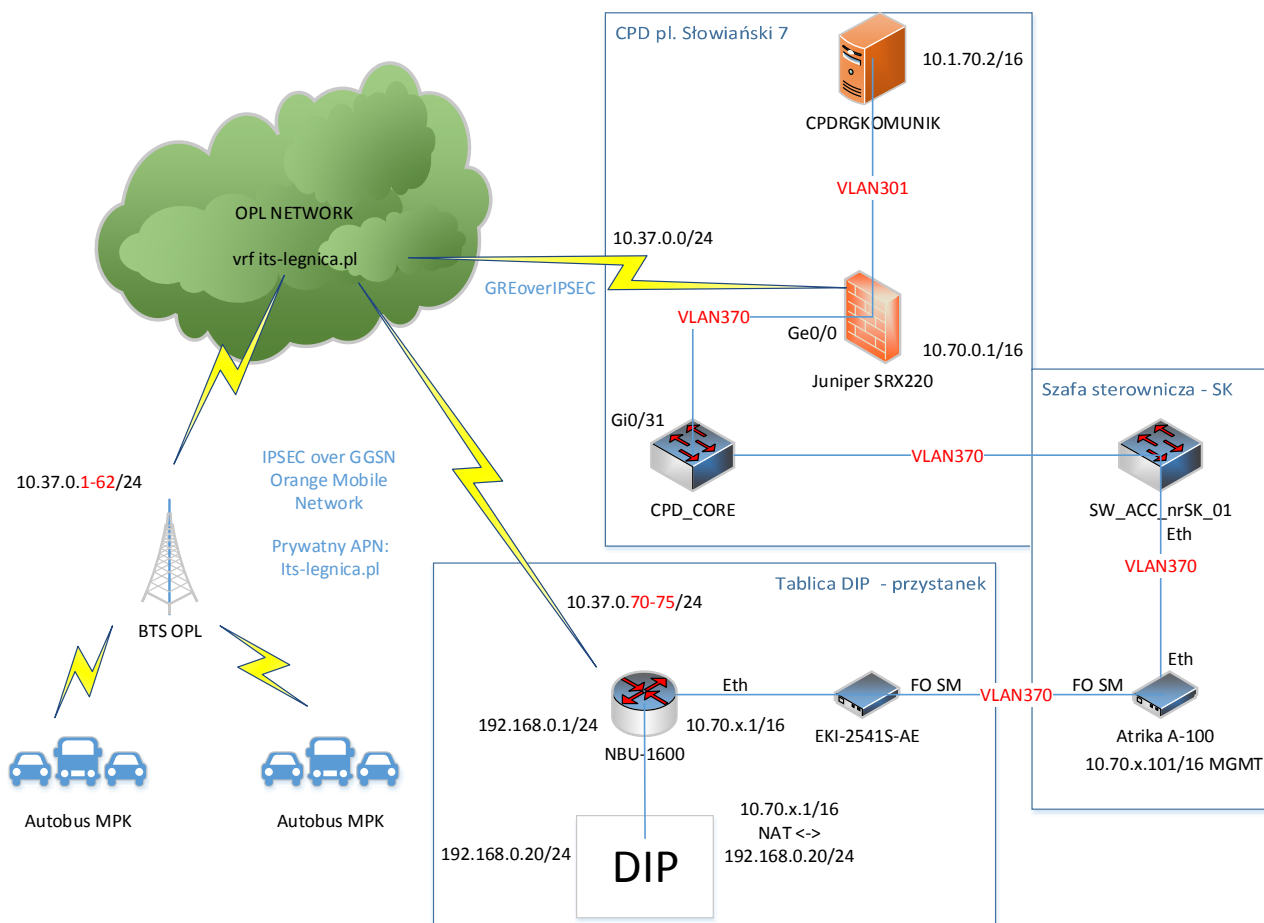 CPD pl. Słowiański 7
10.1.70.2/16
CPDRGKOMUNIK
VLAN301
OPL NETWORK
vrf its-legnica.pl
10.37.0.0/24
GREoverIPSEC
VLAN370
Ge0/0
10.70.0.1/16
Juniper SRX220
Gi0/31
CPD_CORE
VLAN370
Szafa sterownicza - SK
SW_ACC_nrSK_01
Eth
VLAN370
Eth
FO SM
Atrika A-100
10.70.x.101/16 MGMT
10.37.0.1-62/24
IPSEC over GGSN
Orange Mobile
Network
Prywatny APN:
Its-legnica.pl
BTS OPL
Autobus MPK
Autobus MPK
Tablica DIP - przystanek
10.37.0.70-75/24
Eth
FO SM
VLAN370
192.168.0.1/24
10.70.x.1/16
NBU-1600
EKI-2541S-AE
10.70.x.1/16
NAT <->
192.168.0.20/24
192.168.0.20/24
DIP